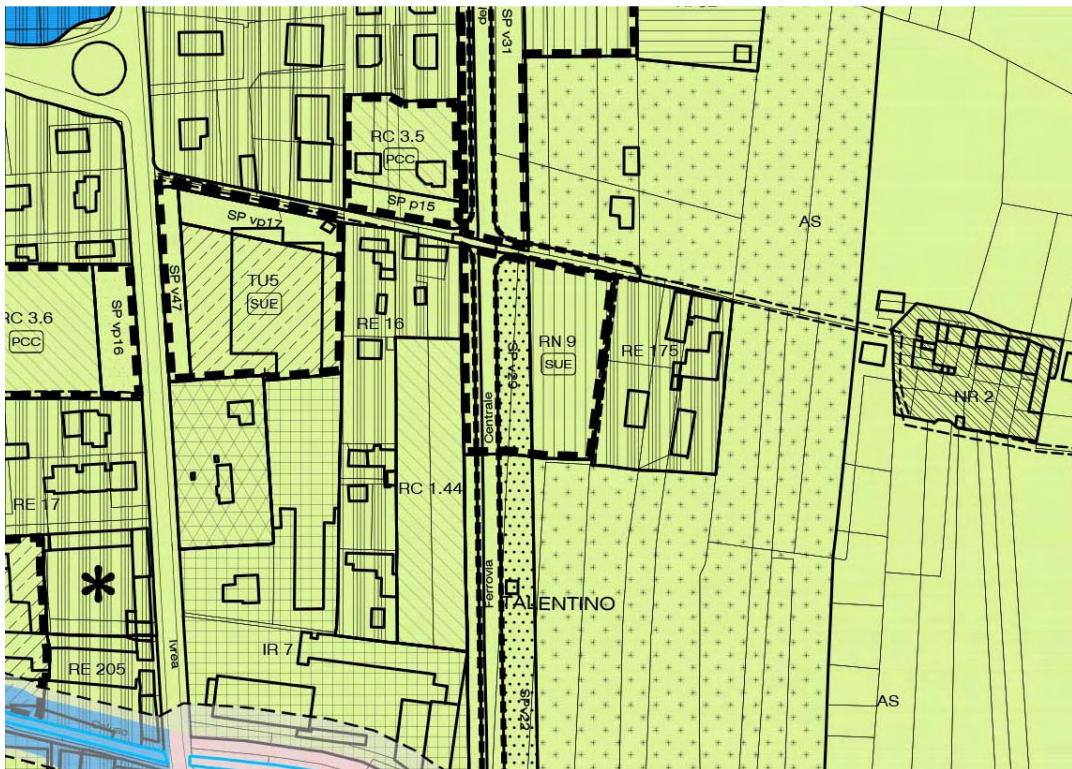 SP v31
del
RC 3.5
PCC
SP p15
SP vp17
AS
SP v47
TU5
SUE
RC 3.6
PCC
SP vp16
RE 16
SP v29
RN 9
SUE
RE 175
NR 2
Centrale
RC 1.44
RE 17
Ferrovia
TALENTINO
IR 7
Ivrea
RE 205
SP v22
AS